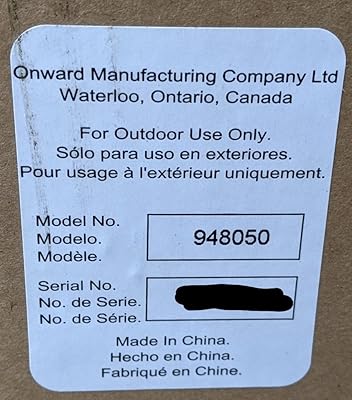 Onward Manufacturing Company Ltd
Waterloo, Ontario, Canada
For Outdoor Use Only.
Sólo para uso en exteriores.
Pour usage à l'extérieur uniquement.
Model No.
Modelo.
Modèle.
948050
Serial No.
No. de Serie.
No. de Série.
Made In China.
Hecho en China.
Fabriqué en Chine.